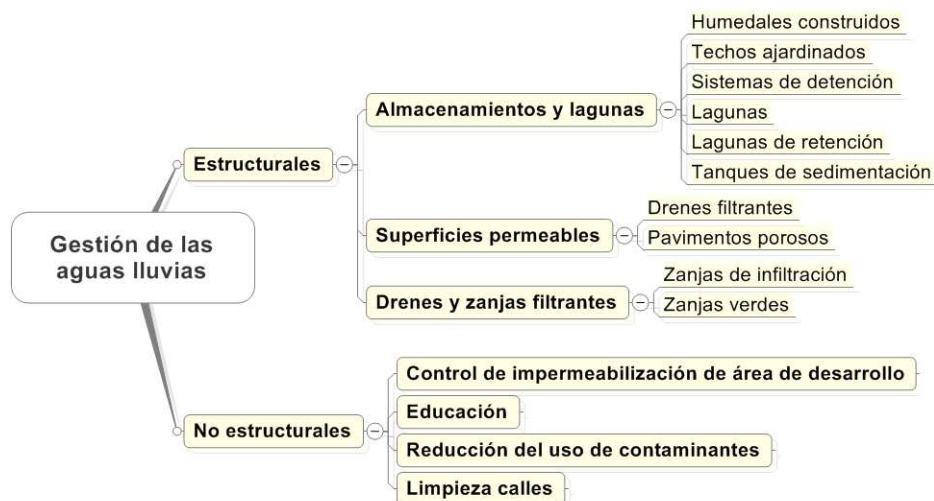 Gestión de las
aguas lluvias
Estructurales
Almacenamientos y lagunas
Humedales construidos
Techos ajardinados
Sistemas de detención
Lagunas
Lagunas de retención
Tanques de sedimentación
Superficies permeables
Drenes filtrantes
Pavimentos porosos
Drenes y zanjas filtrantes
Zanjas de infiltración
Zanjas verdes
No estructurales
Control de impermeabilización de área de desarrollo
Educación
Reducción del uso de contaminantes
Limpieza calles